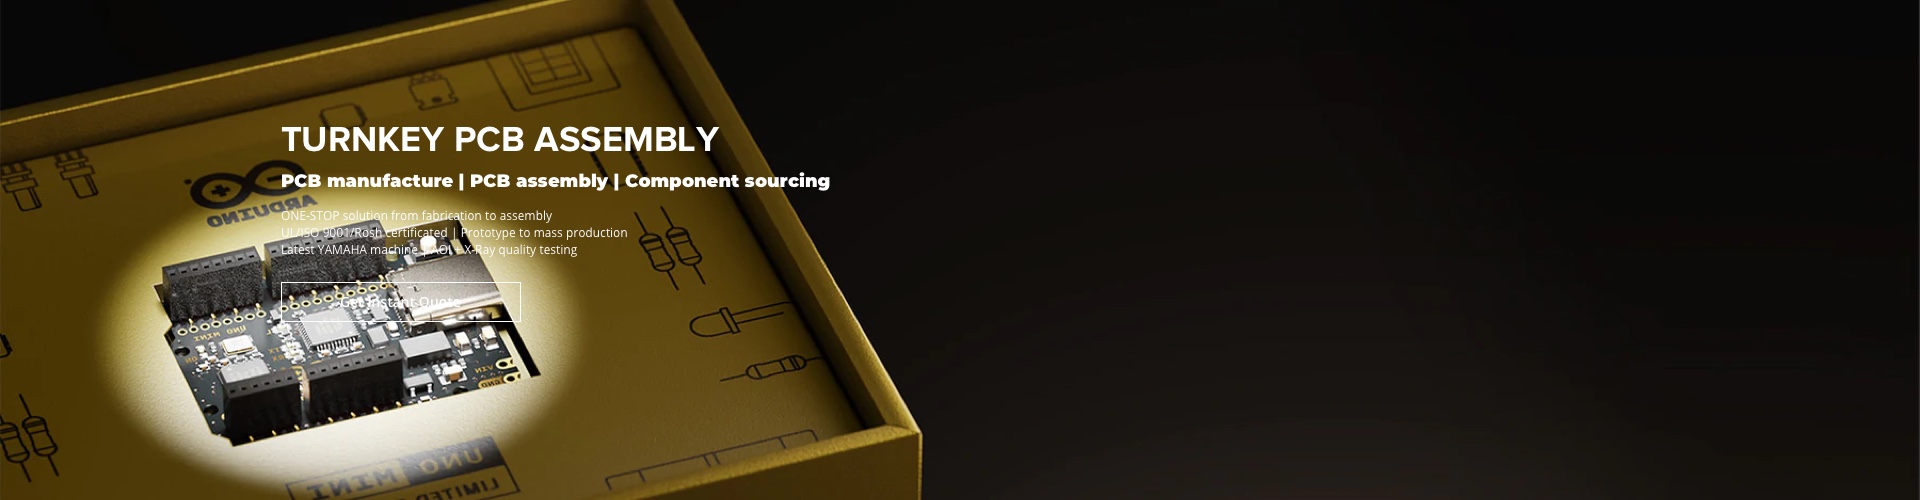 TURNKEY PCB ASSEMBLY
PCB manufacture | PCB assembly | Component sourcing
ARDUINO
ONE-STOP solution from fabrication to assembly
UL/ISO 9001/Rosh certificated | Prototype to mass production
Latest YAMAHA machine | AOI + X-Ray quality testing
Get Instant Quote
UNO MINI
UNO MINI
LIMITED